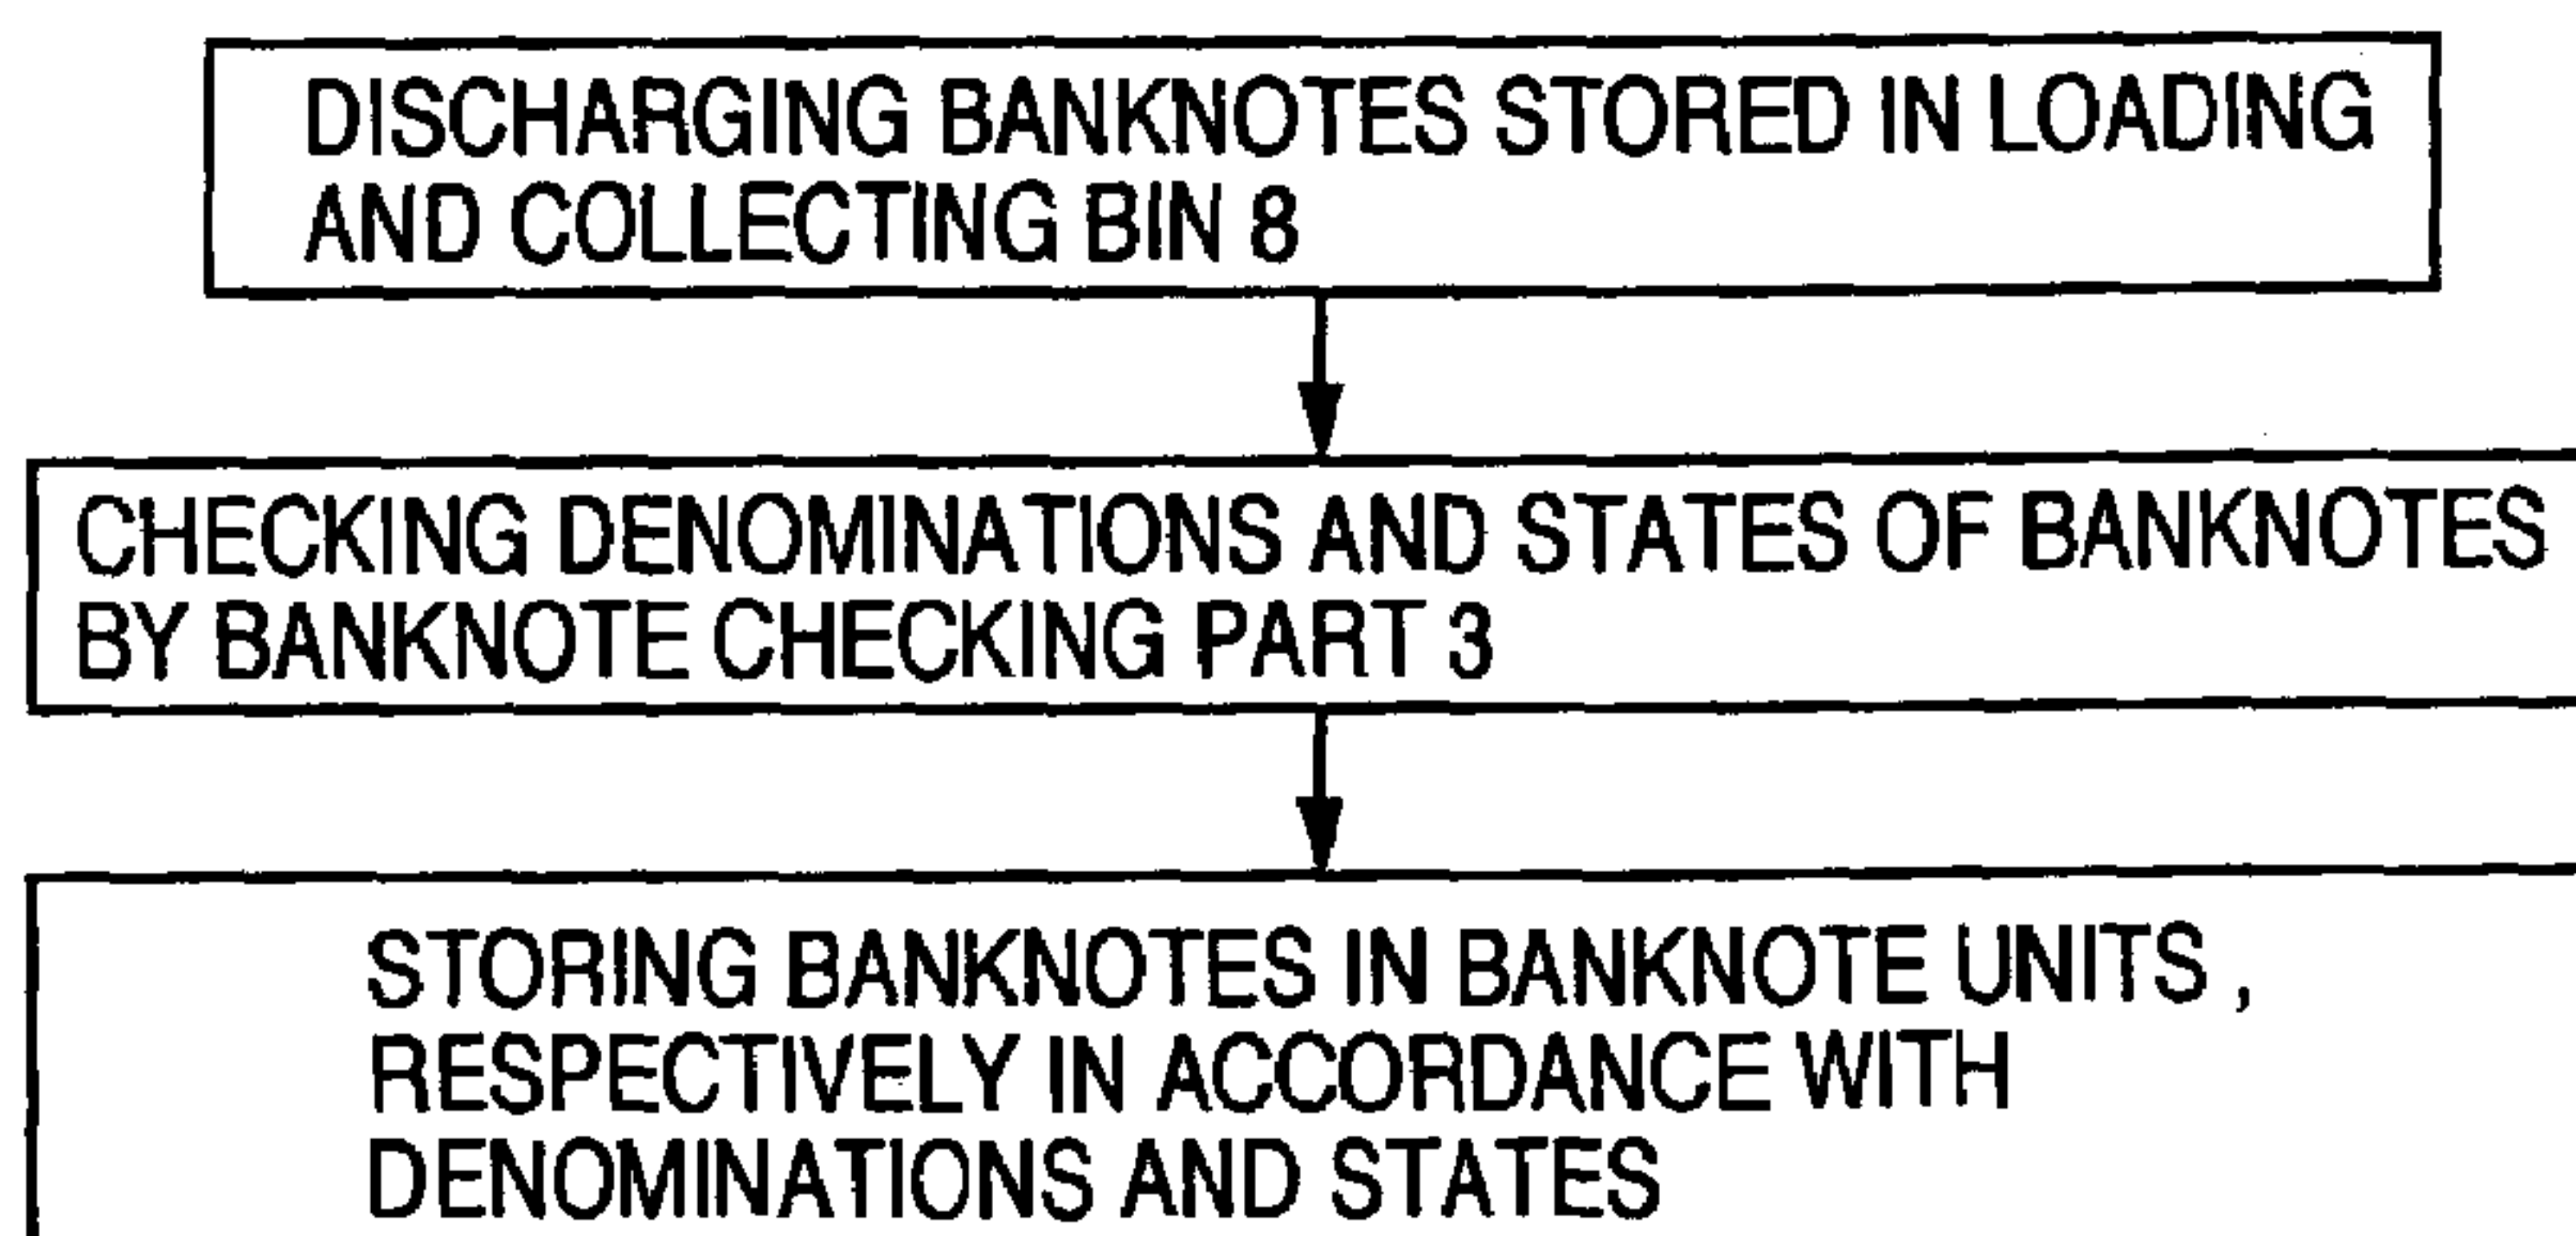 DISCHARGING BANKNOTES STORED IN LOADING
AND COLLECTING BIN 8
CHECKING DENOMINATIONS AND STATES OF BANKNOTES
BY BANKNOTE CHECKING PART 3
STORING BANKNOTES IN BANKNOTE UNITS ,
RESPECTIVELY IN ACCORDANCE WITH
DENOMINATIONS AND STATES